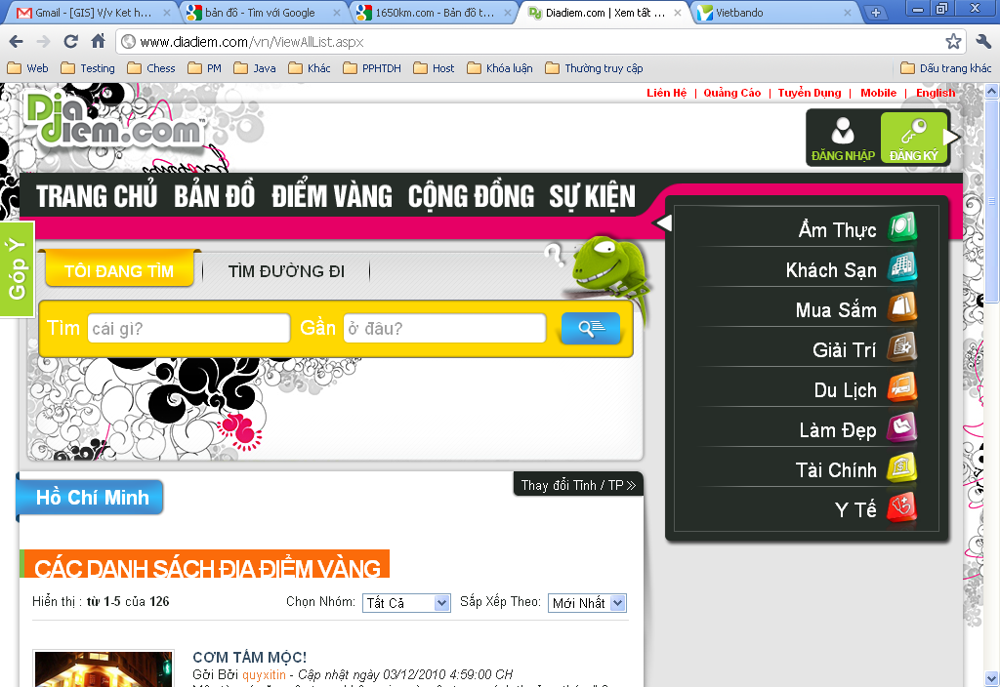 Gmail - [GIS] V/v Ket h...
bản đồ - Tìm với Google
1650km.com - Bản đồ t...
Diadiem.com | Xem tất ...
Vietbando
www.diadiem.com/vn/ViewAllList.aspx
Web
Testing
Chess
PM
Java
Khác
PPHTDH
Host
Khóa luận
Thường truy cập
Dấu trang khác
Liên Hệ | Quảng Cáo | Tuyển Dụng | Mobile | English
Dia
diem.com
ĐĂNG NHẬP
ĐĂNG KÝ
TRANG CHỦ BẢN ĐỒ ĐIỂM VÀNG CỘNG ĐỒNG SỰ KIỆN
Góp Ý
TÔI ĐANG TÌM
TÌM ĐƯỜNG ĐI
Tìm cái gì? Gần ở đâu?
Ẩm Thực
Khách Sạn
Mua Sắm
Giải Trí
Du Lịch
Làm Đẹp
Tài Chính
Y Tế
Hồ Chí Minh
Thay đổi Tỉnh / TP
CÁC DANH SÁCH ĐỊA ĐIỂM VÀNG
Hiển thị : từ 1-5 của 126
Chọn Nhóm: Tất Cả
Sắp Xếp Theo: Mới Nhất
CƠM TẤM MỘC!
Gởi Bởi quyxitin - Cập nhật ngày 03/12/2010 4:59:00 CH